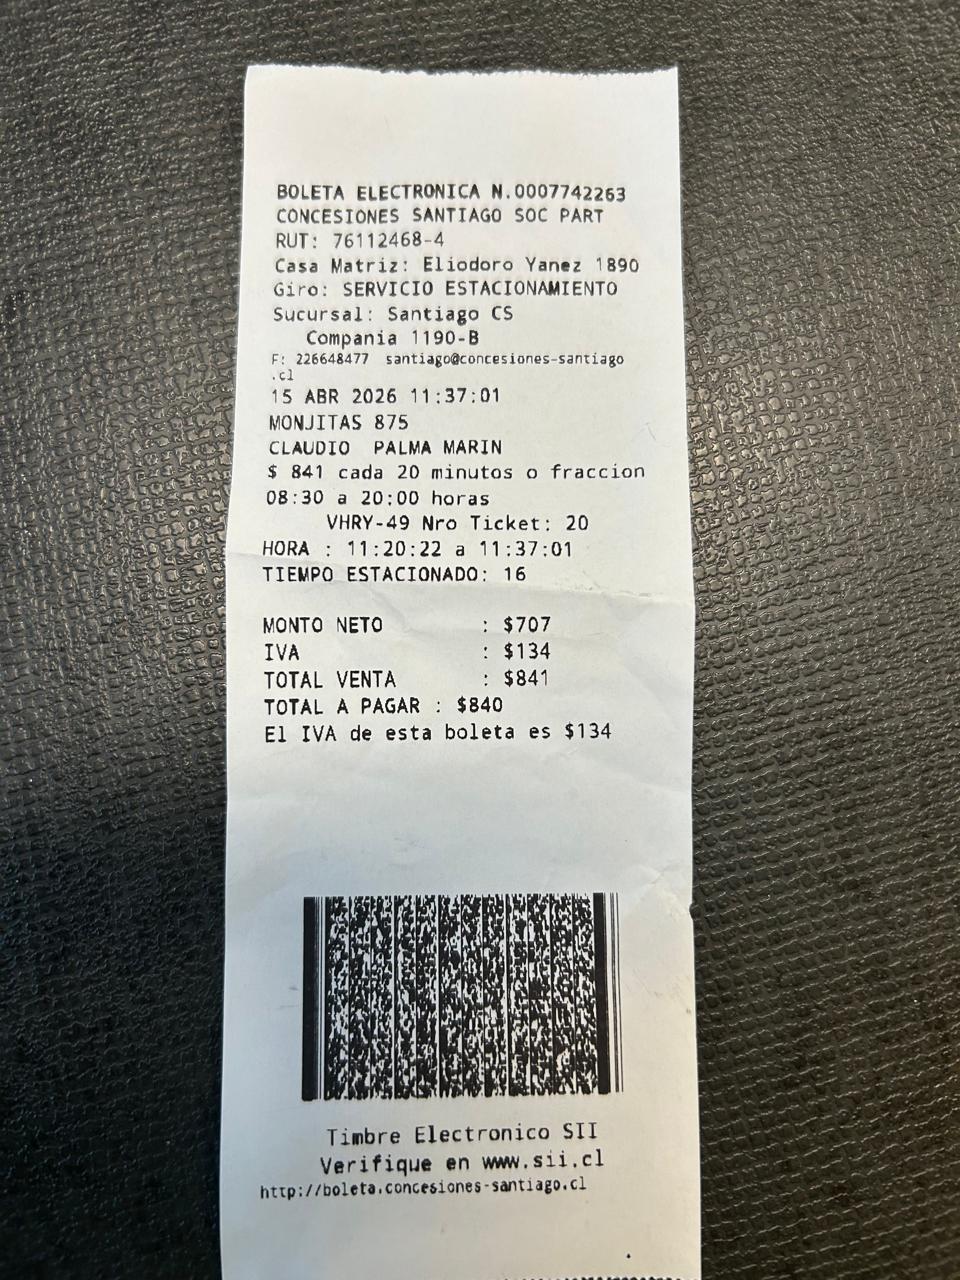 BOLETA ELECTRONICA N.0007742263
CONCESIONES SANTIAGO SOC PART
RUT: 76112468-4
Casa Matriz: Eliodoro Yanez 1890
Giro: SERVICIO ESTACIONAMIENTO
Sucursal: Santiago CS
Compania 1190-B
F: 226648477 santiago@concesiones-santiago
.cl
15 ABR 2026 11:37:01
MONJITAS 875
CLAUDIO PALMA MARIN
$ 841 cada 20 minutos o fraccion
08:30 a 20:00 horas
VHRY-49 Nro Ticket: 20
HORA : 11:20:22 a 11:37:01
TIEMPO ESTACIONADO: 16
MONTO NETO : $707
IVA : $134
TOTAL VENTA : $841
TOTAL A PAGAR : $840
El IVA de esta boleta es $134
Timbre Electronico SII
Verifique en www.sii.cl
http://boleta.concesiones-santiago.cl